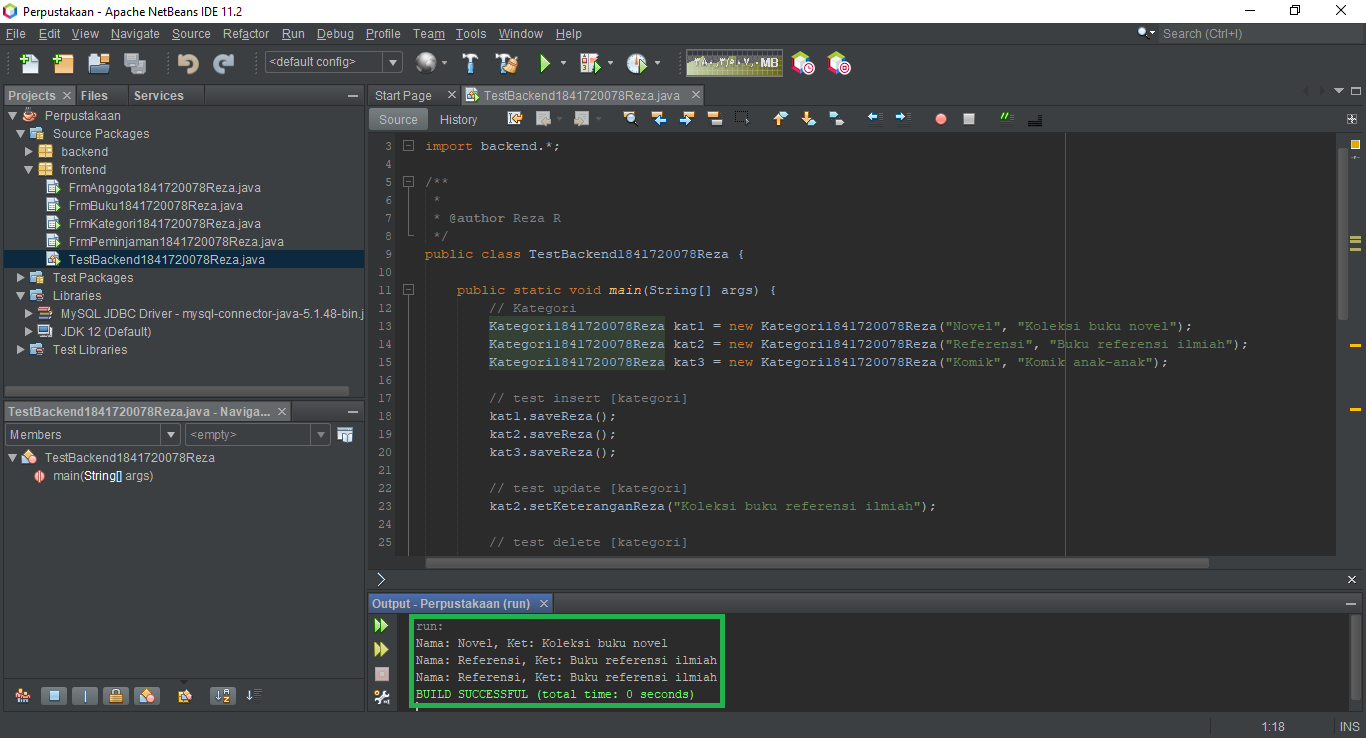 Perpustakaan - Apache NetBeans IDE 11.2
File Edit View Navigate Source Refactor Run Debug Profile Team Tools Window Help
Search (Ctrl+I)
<default config>
Projects Files Services
Perpustakaan
Source Packages
backend
frontend
FrmAnggota1841720078Reza.java
FrmBuku1841720078Reza.java
FrmKategori1841720078Reza.java
FrmPeminjaman1841720078Reza.java
TestBackend1841720078Reza.java
Test Packages
Libraries
MySQL JDBC Driver - mysql-connector-java-5.1.48-bin.j
JDK 12 (Default)
Test Libraries
TestBackend1841720078Reza.java - Naviga...
Members <empty>
TestBackend1841720078Reza
main(String[] args)
Start Page TestBackend1841720078Reza.java
Source History
3 import backend.*;
4
5 /**
6 *
7 * @author Reza R
8 */
9 public class TestBackend1841720078Reza {
10
11 public static void main(String[] args) {
12 // Kategori
13 Kategori1841720078Reza kat1 = new Kategori1841720078Reza("Novel", "Koleksi buku novel");
14 Kategori1841720078Reza kat2 = new Kategori1841720078Reza("Referensi", "Buku referensi ilmiah");
15 Kategori1841720078Reza kat3 = new Kategori1841720078Reza("Komik", "Komik anak-anak");
16
17 // test insert [kategori]
18 kat1.saveReza();
19 kat2.saveReza();
20 kat3.saveReza();
21
22 // test update [kategori]
23 kat2.setKeteranganReza("Koleksi buku referensi ilmiah");
24
25 // test delete [kategori]
Output - Perpustakaan (run)
run:
Nama: Novel, Ket: Koleksi buku novel
Nama: Referensi, Ket: Buku referensi ilmiah
Nama: Referensi, Ket: Buku referensi ilmiah
BUILD SUCCESSFUL (total time: 0 seconds)
1:18 INS